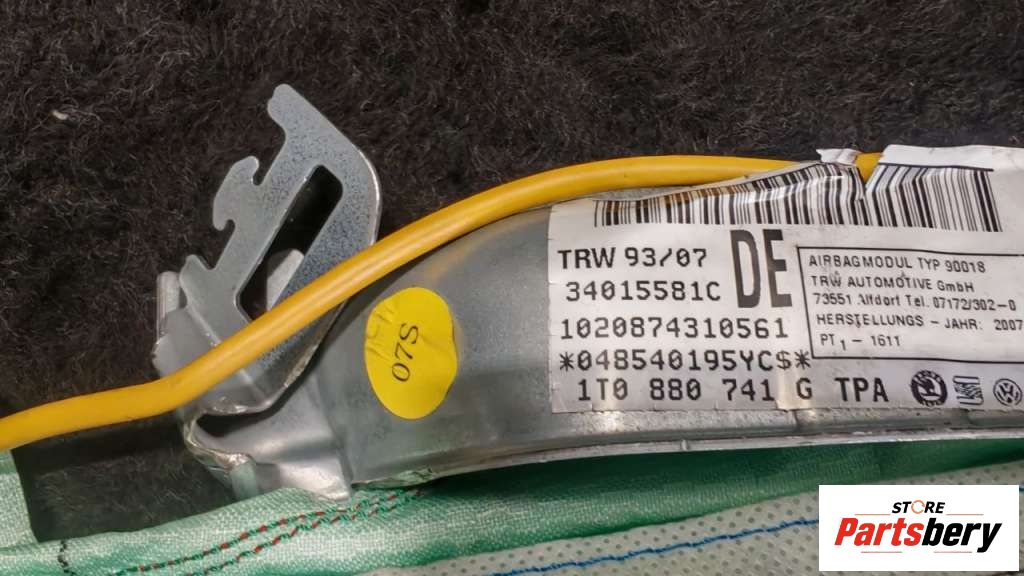 TRW 93/07
DE
34015581C
1020874310561
*048540195YC$*
1T0 880 741 G TPA
AIRBAGMODUL TYP 90018
TRW AUTOMOTIVE GmbH
73551 Alfdorf Tel. 07172/302-0
HERSTELLUNGS - JAHR: 2007
PT1 - 1611
07S
STORE
Partsbery